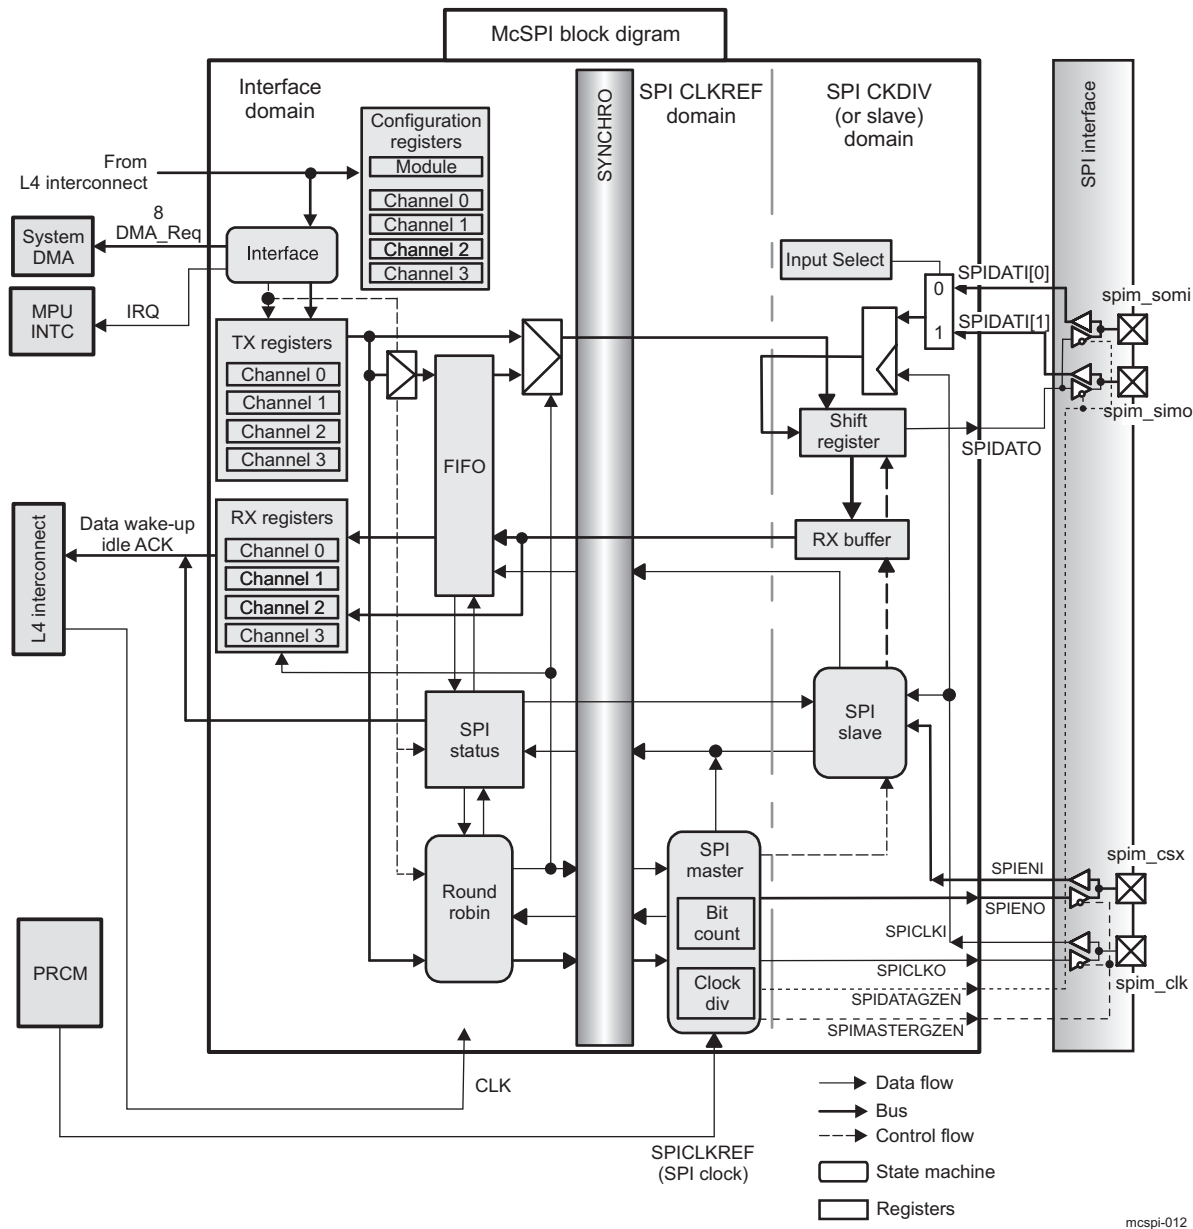 McSPI block digram
Interface
domain
SYNCHRO
SPI CLKREF
domain
SPI CKDIV
(or slave)
domain
SPI interface
Configuration
registers
Module
Channel 0
Channel 1
Channel 2
Channel 3
From
L4 interconnect
8
DMA_Req
System
DMA
Interface
MPU
INTC
IRQ
Input Select
0
1
SPIDATI[0]
SPIDATI[1]
spim_somi
spim_simo
TX registers
Channel 0
Channel 1
Channel 2
Channel 3
FIFO
Shift
register
SPIDATO
L4 interconnect
Data wake-up
idle ACK
RX registers
Channel 0
Channel 1
Channel 2
Channel 3
RX buffer
SPI
status
SPI
slave
Round
robin
SPI
master
Bit
count
Clock
div
SPIENI
SPIENO
SPICLKI
SPICLKO
SPIDATAGZEN
SPIMASTERGZEN
spim_csx
spim_clk
PRCM
CLK
SPICLKREF
(SPI clock)
Data flow
Bus
Control flow
State machine
Registers
mcspi-012